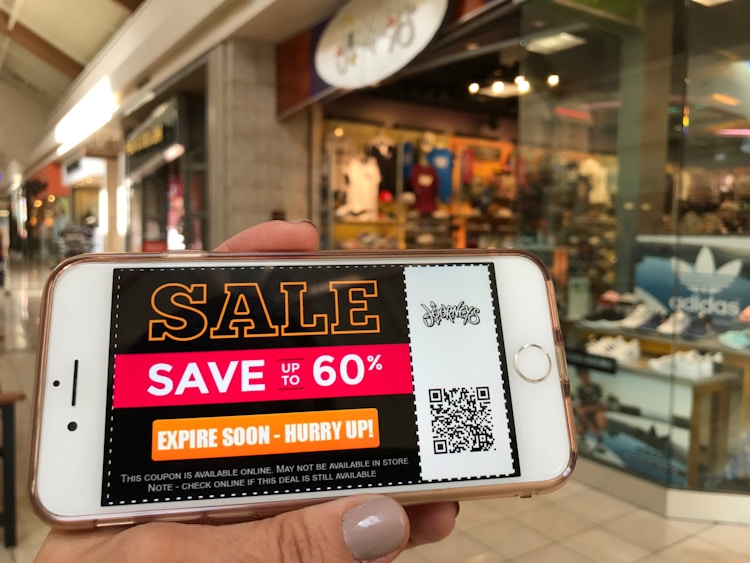 Journeys
adidas
SALE
SAVE UP TO 60%
EXPIRE SOON - HURRY UP!
THIS COUPON IS AVAILABLE ONLINE. MAY NOT BE AVAILABLE IN STORE
NOTE - CHECK ONLINE IF THIS DEAL IS STILL AVAILABLE
JOURNEYS